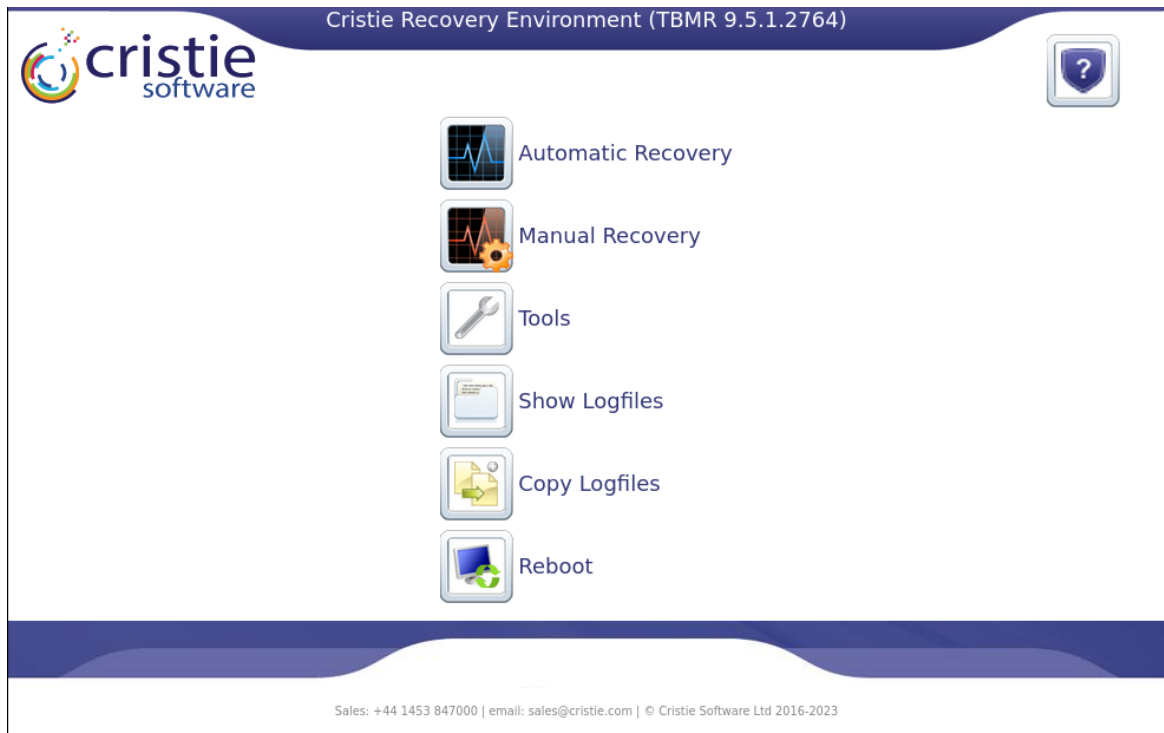 Cristie Recovery Environment (TBMR 9.5.1.2764)
cristie
software
?
Automatic Recovery
Manual Recovery
Tools
Show Logfiles
Copy Logfiles
Reboot
Sales: +44 1453 847000 | email: sales@cristie.com | © Cristie Software Ltd 2016-2023